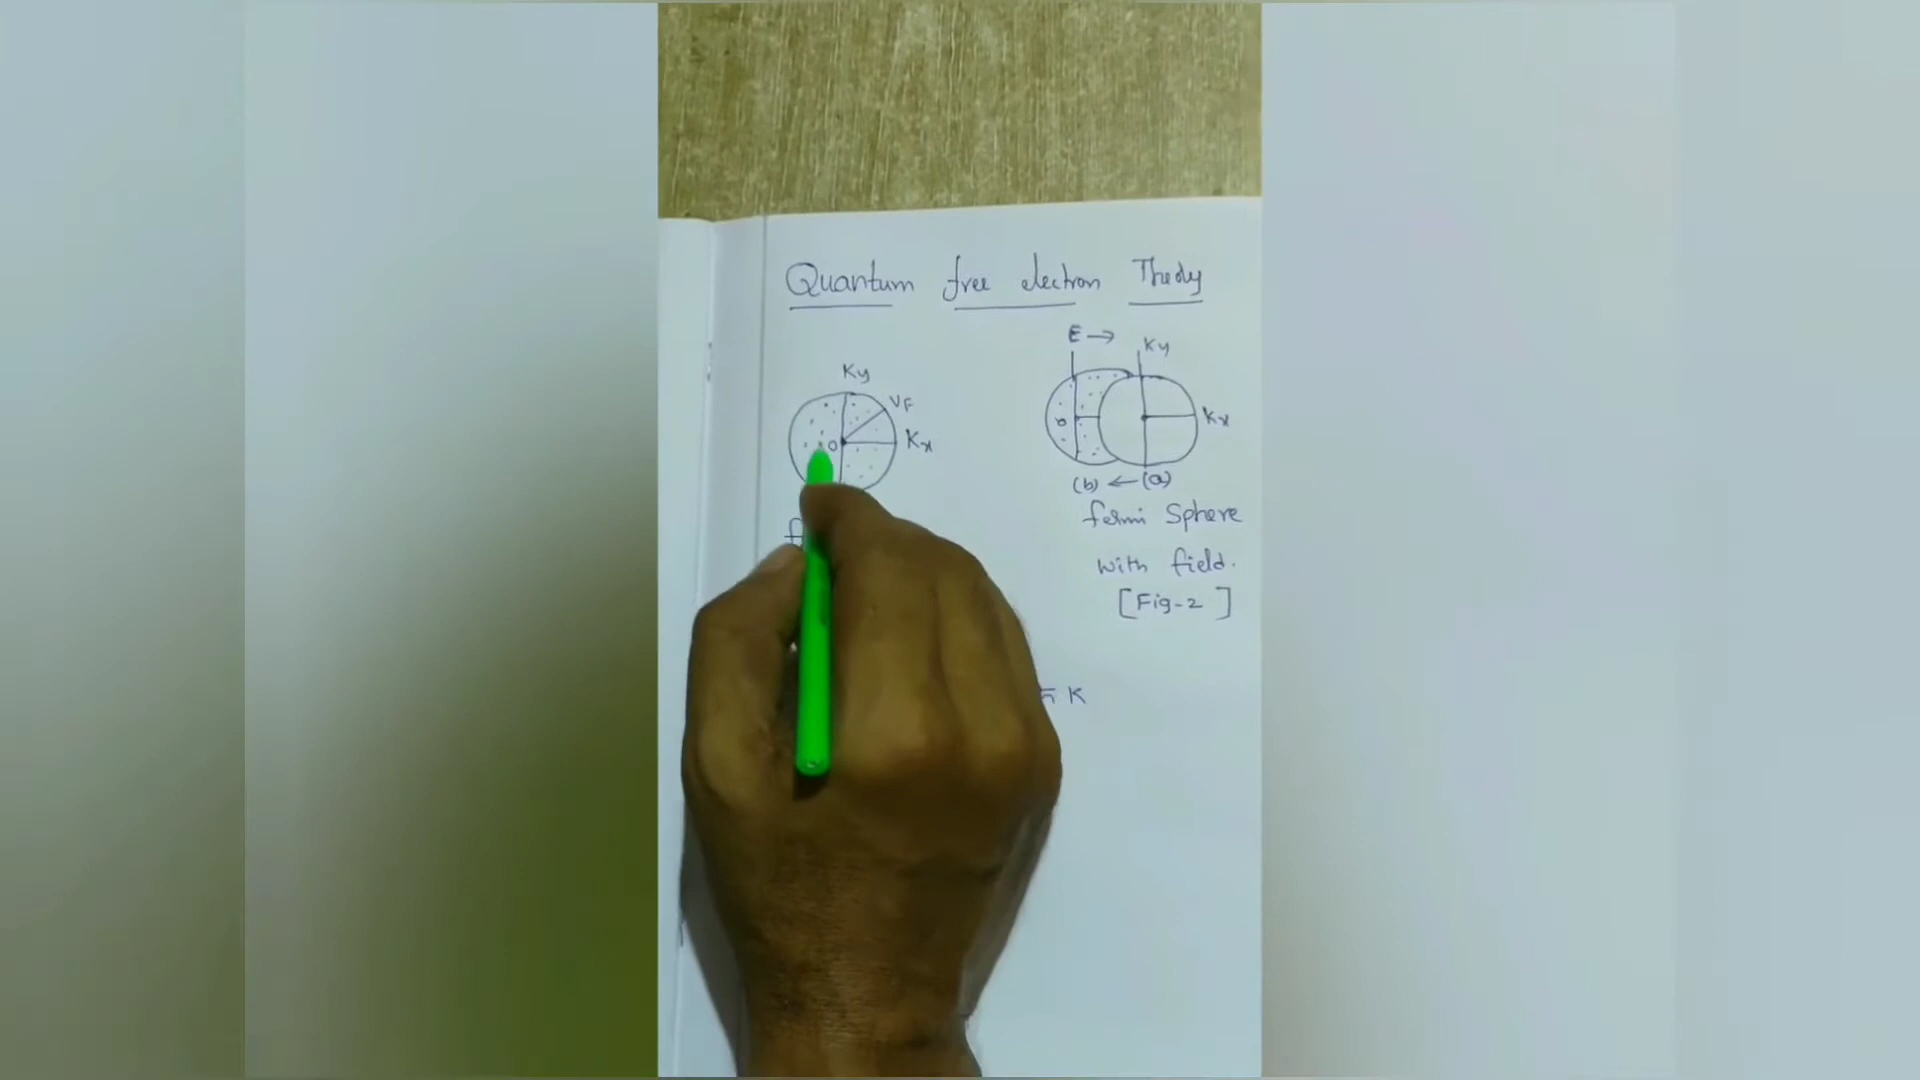 Quantum free electron Theory
E →
Ky
Kx
(b) ← (a)
fermi Sphere
with field.
[Fig-2]
Ky
VF
Kx
O
ħ K